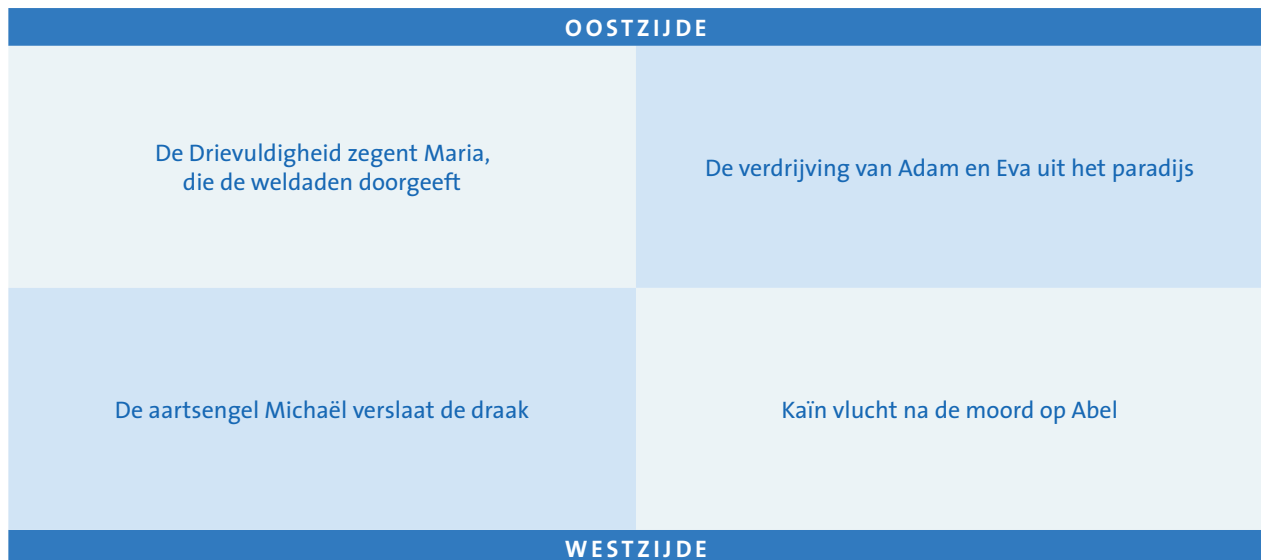 OOSTZIJDE
De Drievuldigheid zegent Maria,
die de weldaden doorgeeft
De verdrijving van Adam en Eva uit het paradijs
De aartsengel Michaël verslaat de draak
Kaïn vlucht na de moord op Abel
WESTZIJDE